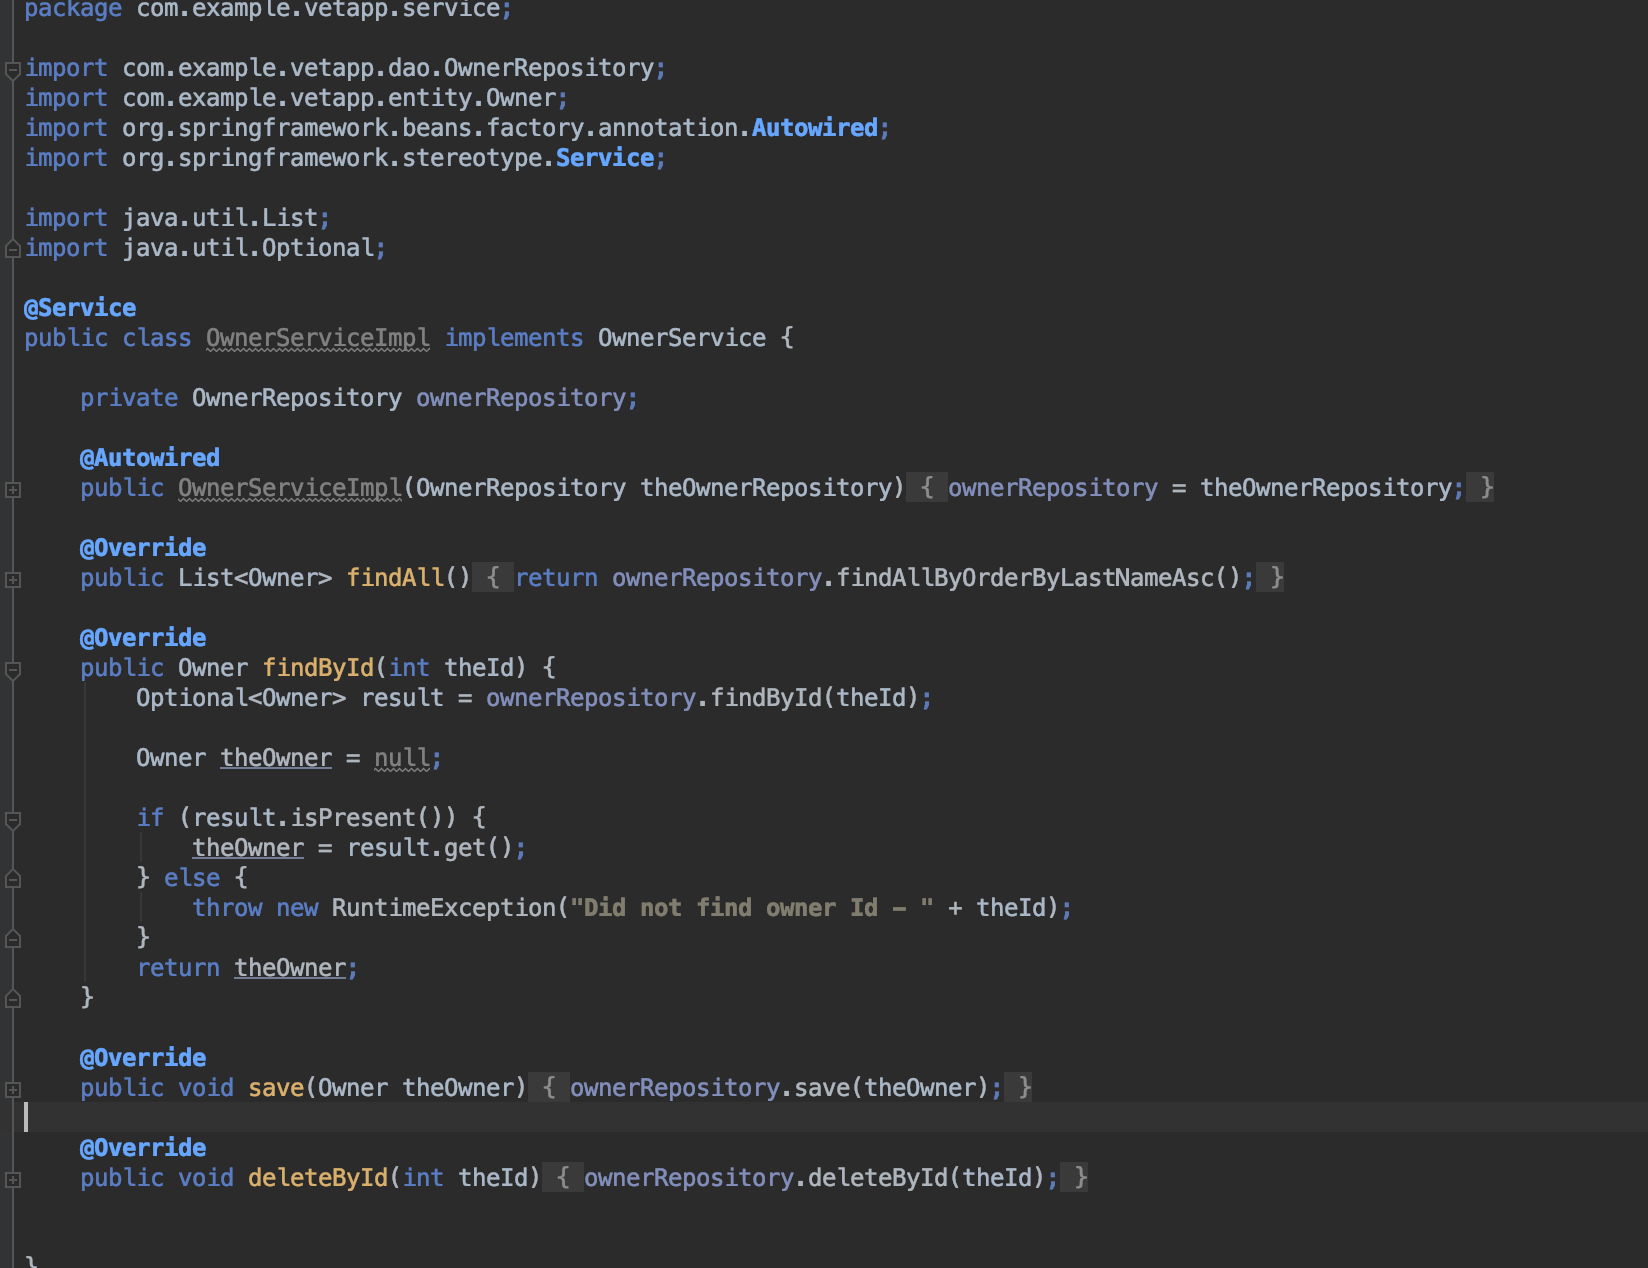 package com.example.vetapp.service;
import com.example.vetapp.dao.OwnerRepository;
import com.example.vetapp.entity.Owner;
import org.springframework.beans.factory.annotation.Autowired;
import org.springframework.stereotype.Service;
import java.util.List;
import java.util.Optional;
@Service
public class OwnerServiceImpl implements OwnerService {
private OwnerRepository ownerRepository;
@Autowired
public OwnerServiceImpl(OwnerRepository theOwnerRepository) { ownerRepository = theOwnerRepository; }
@Override
public List<Owner> findAll() { return ownerRepository.findAllByOrderByLastNameAsc(); }
@Override
public Owner findById(int theId) {
Optional<Owner> result = ownerRepository.findById(theId);
Owner theOwner = null;
if (result.isPresent()) {
theOwner = result.get();
} else {
throw new RuntimeException("Did not find owner Id - " + theId);
}
return theOwner;
}
@Override
public void save(Owner theOwner) { ownerRepository.save(theOwner); }
@Override
public void deleteById(int theId) { ownerRepository.deleteById(theId); }
}